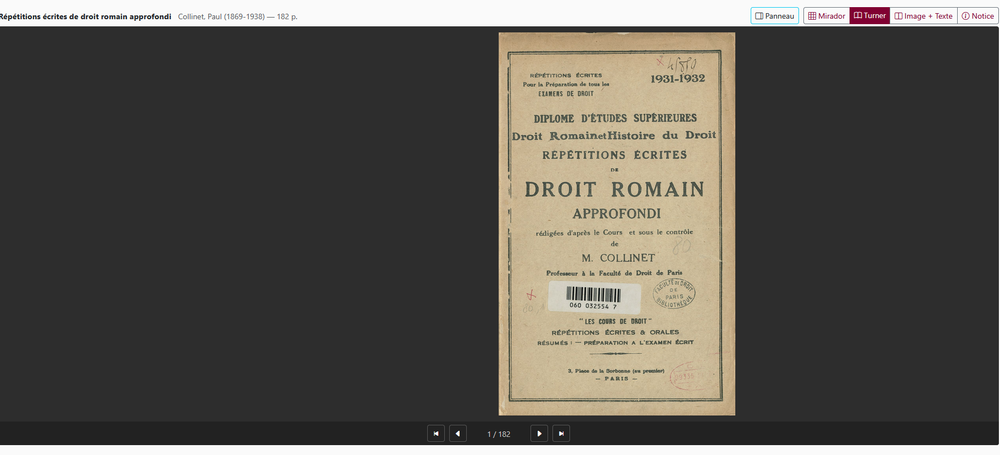 Répétitions écrites de droit romain approfondi Collinet, Paul (1869-1938) — 182 p.
Panneau Mirador Turner Image + Texte Notice
RÉPÉTITIONS ÉCRITES
Pour la Préparation de tous les
EXAMENS DE DROIT
1931-1932
DIPLOME D'ÉTUDES SUPÉRIEURES
Droit Romain et Histoire du Droit
RÉPÉTITIONS ÉCRITES
DE
DROIT ROMAIN
APPROFONDI
rédigées d'après le Cours et sous le contrôle
de
80
M. COLLINET
Professeur à la Faculté de Droit de Paris
060 032554 7
FACULTÉ DE DROIT
DE
PARIS
BIBLIOTHÈQUE
"LES COURS DE DROIT"
RÉPÉTITIONS ÉCRITES & ORALES
RÉSUMÉS : — PRÉPARATION A L'EXAMEN ÉCRIT
3, Place de la Sorbonne (au premier)
— PARIS —
1 / 182